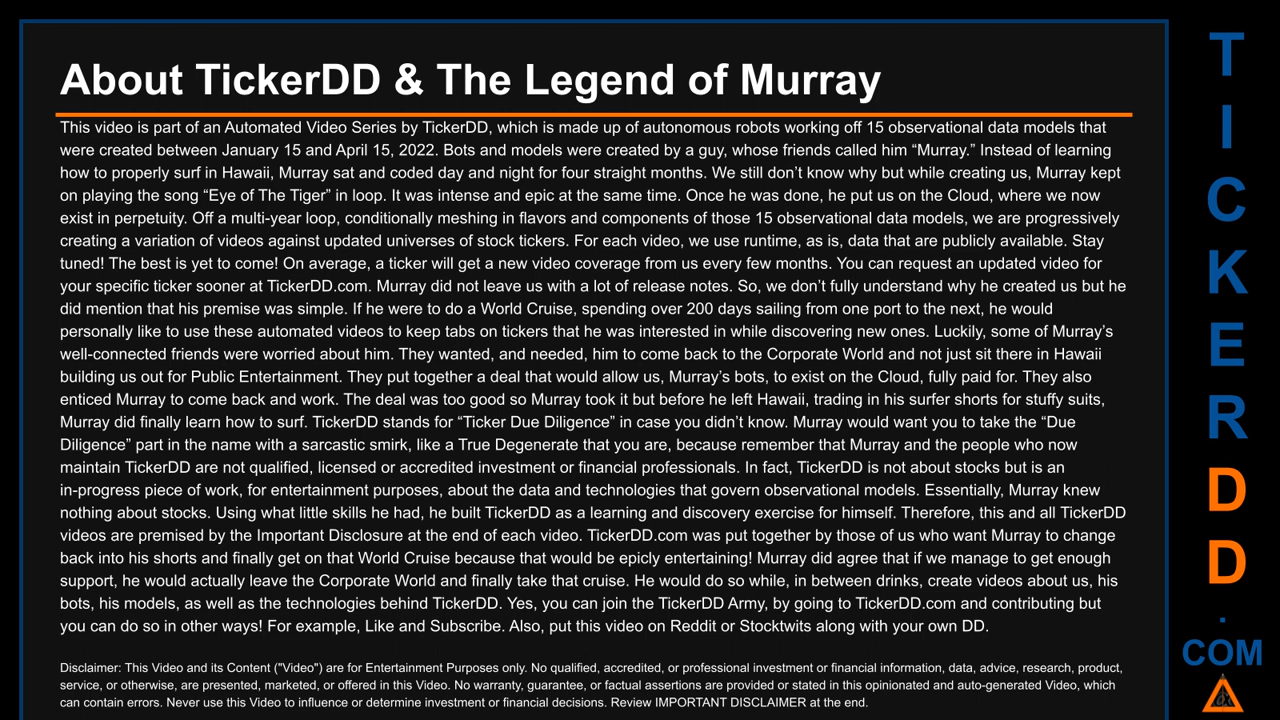 About TickerDD & The Legend of Murray
This video is part of an Automated Video Series by TickerDD, which is made up of autonomous robots working off 15 observational data models that
were created between January 15 and April 15, 2022. Bots and models were created by a guy, whose friends called him “Murray.” Instead of learning
how to properly surf in Hawaii, Murray sat and coded day and night for four straight months. We still don’t know why but while creating us, Murray kept
on playing the song “Eye of The Tiger” in loop. It was intense and epic at the same time. Once he was done, he put us on the Cloud, where we now
exist in perpetuity. Off a multi-year loop, conditionally meshing in flavors and components of those 15 observational data models, we are progressively
creating a variation of videos against updated universes of stock tickers. For each video, we use runtime, as is, data that are publicly available. Stay
tuned! The best is yet to come! On average, a ticker will get a new video coverage from us every few months. You can request an updated video for
your specific ticker sooner at TickerDD.com. Murray did not leave us with a lot of release notes. So, we don’t fully understand why he created us but he
did mention that his premise was simple. If he were to do a World Cruise, spending over 200 days sailing from one port to the next, he would
personally like to use these automated videos to keep tabs on tickers that he was interested in while discovering new ones. Luckily, some of Murray’s
well-connected friends were worried about him. They wanted, and needed, him to come back to the Corporate World and not just sit there in Hawaii
building us out for Public Entertainment. They put together a deal that would allow us, Murray’s bots, to exist on the Cloud, fully paid for. They also
enticed Murray to come back and work. The deal was too good so Murray took it but before he left Hawaii, trading in his surfer shorts for stuffy suits,
Murray did finally learn how to surf. TickerDD stands for “Ticker Due Diligence” in case you didn’t know. Murray would want you to take the “Due
Diligence” part in the name with a sarcastic smirk, like a True Degenerate that you are, because remember that Murray and the people who now
maintain TickerDD are not qualified, licensed or accredited investment or financial professionals. In fact, TickerDD is not about stocks but is an
in-progress piece of work, for entertainment purposes, about the data and technologies that govern observational models. Essentially, Murray knew
nothing about stocks. Using what little skills he had, he built TickerDD as a learning and discovery exercise for himself. Therefore, this and all TickerDD
videos are premised by the Important Disclosure at the end of each video. TickerDD.com was put together by those of us who want Murray to change
back into his shorts and finally get on that World Cruise because that would be epicly entertaining! Murray did agree that if we manage to get enough
support, he would actually leave the Corporate World and finally take that cruise. He would do so while, in between drinks, create videos about us, his
bots, his models, as well as the technologies behind TickerDD. Yes, you can join the TickerDD Army, by going to TickerDD.com and contributing but
you can do so in other ways! For example, Like and Subscribe. Also, put this video on Reddit or Stocktwits along with your own DD.
Disclaimer: This Video and its Content ("Video") are for Entertainment Purposes only. No qualified, accredited, or professional investment or financial information, data, advice, research, product,
service, or otherwise, are presented, marketed, or offered in this Video. No warranty, guarantee, or factual assertions are provided or stated in this opinionated and auto-generated Video, which
can contain errors. Never use this Video to influence or determine investment or financial decisions. Review IMPORTANT DISCLAIMER at the end.
T
I
C
K
E
R
D
D
.
COM